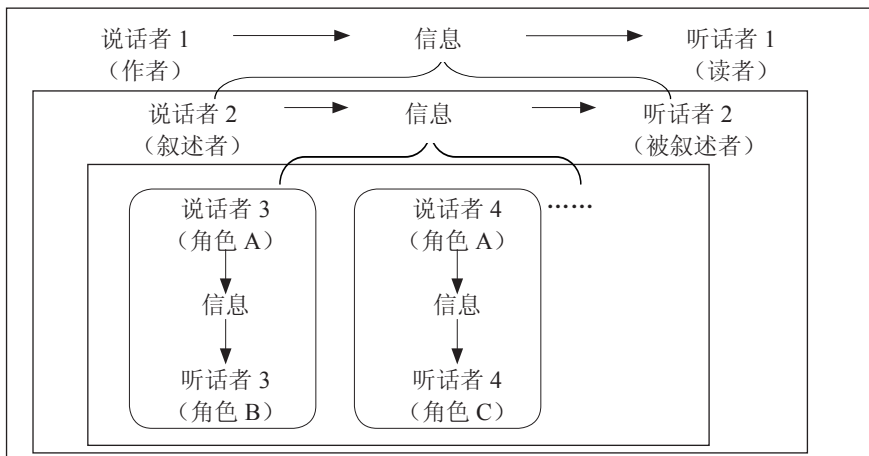 说话者 1 信息 听话者 1
（作者） （读者）
说话者 2 信息 听话者 2
（叙述者） （被叙述者）
说话者 3 说话者 4 ……
（角色 A） （角色 A）
信息 信息
听话者 3 听话者 4
（角色 B） （角色 C）